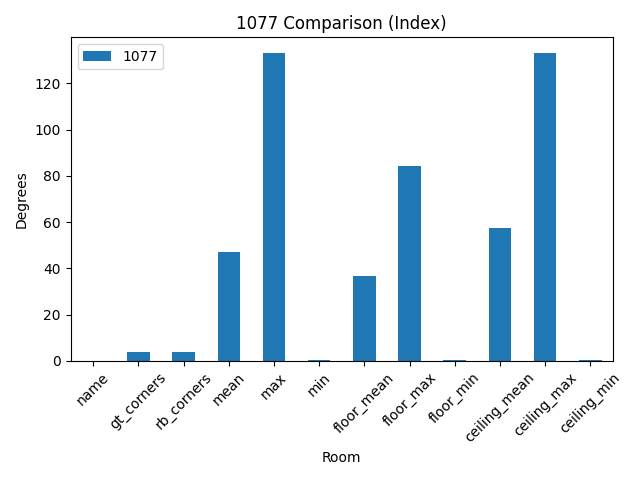 1077 Comparison (Index)
1077
Degrees
120
100
80
60
40
20
0
name
gt_corners
rb_corners
mean
max
min
floor_mean
floor_max
floor_min
ceiling_mean
ceiling_max
ceiling_min
Room